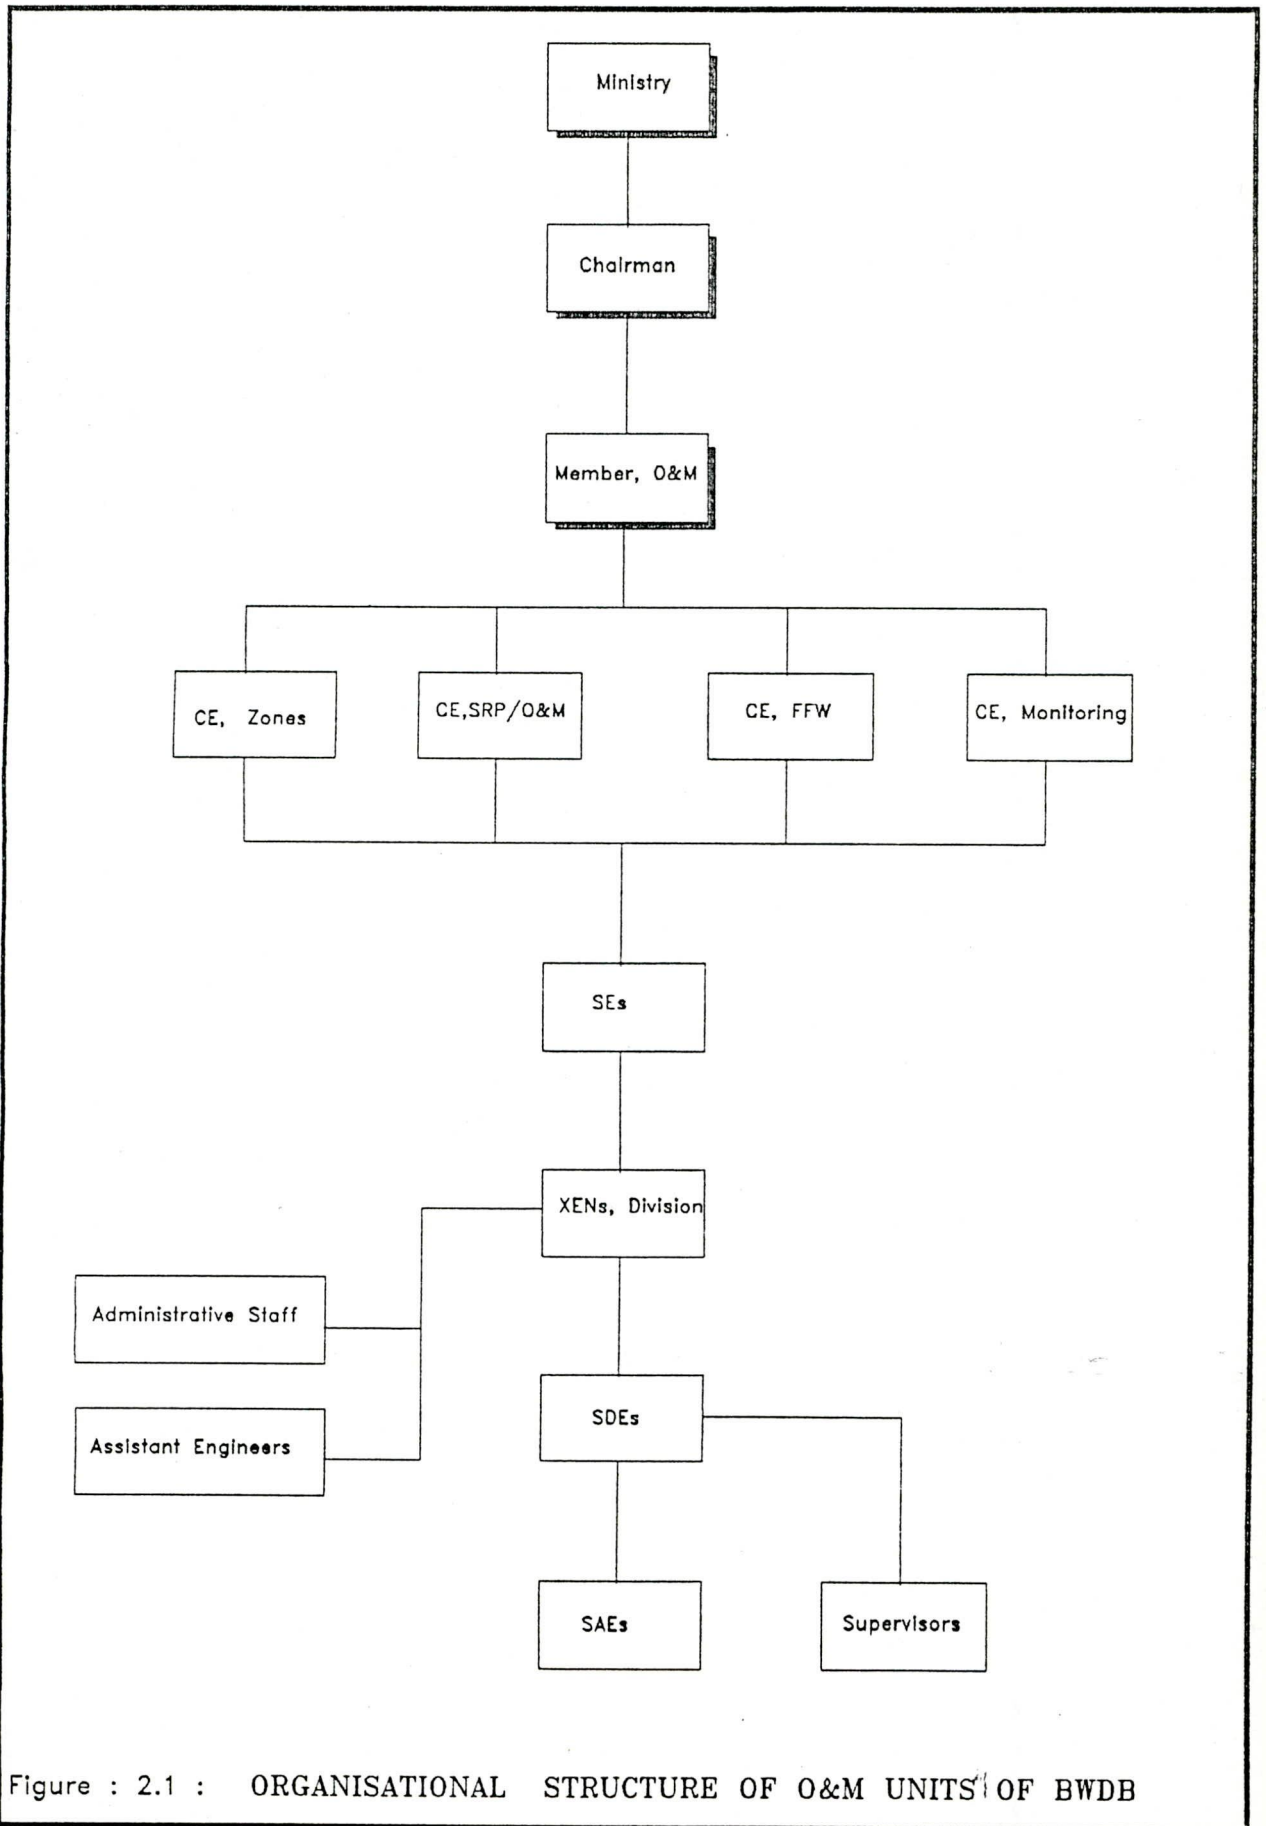 Ministry
Chairman
Member, O&M
CE, Zones
CE,SRP/O&M
CE, FFW
CE, Monitoring
SEs
XENs, Division
Administrative Staff
Assistant Engineers
SDEs
SAEs
Supervisors
Figure : 2.1 : ORGANISATIONAL STRUCTURE OF O&M UNITS OF BWDB